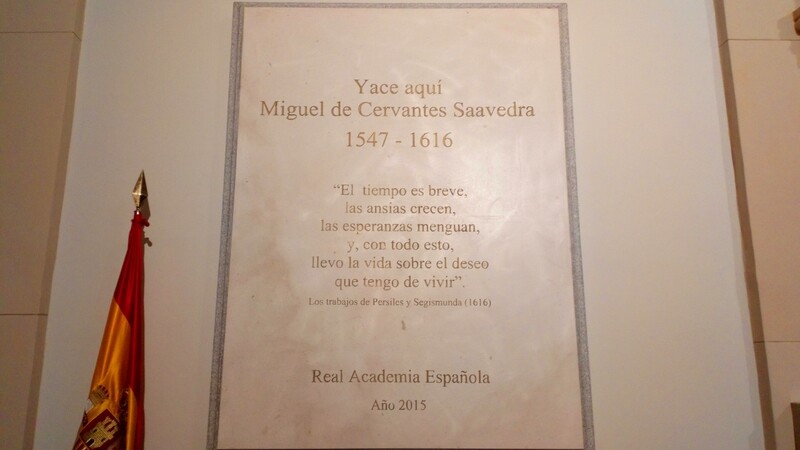 Yace aquí
Miguel de Cervantes Saavedra
1547 - 1616
“El tiempo es breve,
las ansias crecen,
las esperanzas menguan,
y, con todo esto,
llevo la vida sobre el deseo
que tengo de vivir”.
Los trabajos de Persiles y Segismunda (1616)
Real Academia Española
Año 2015